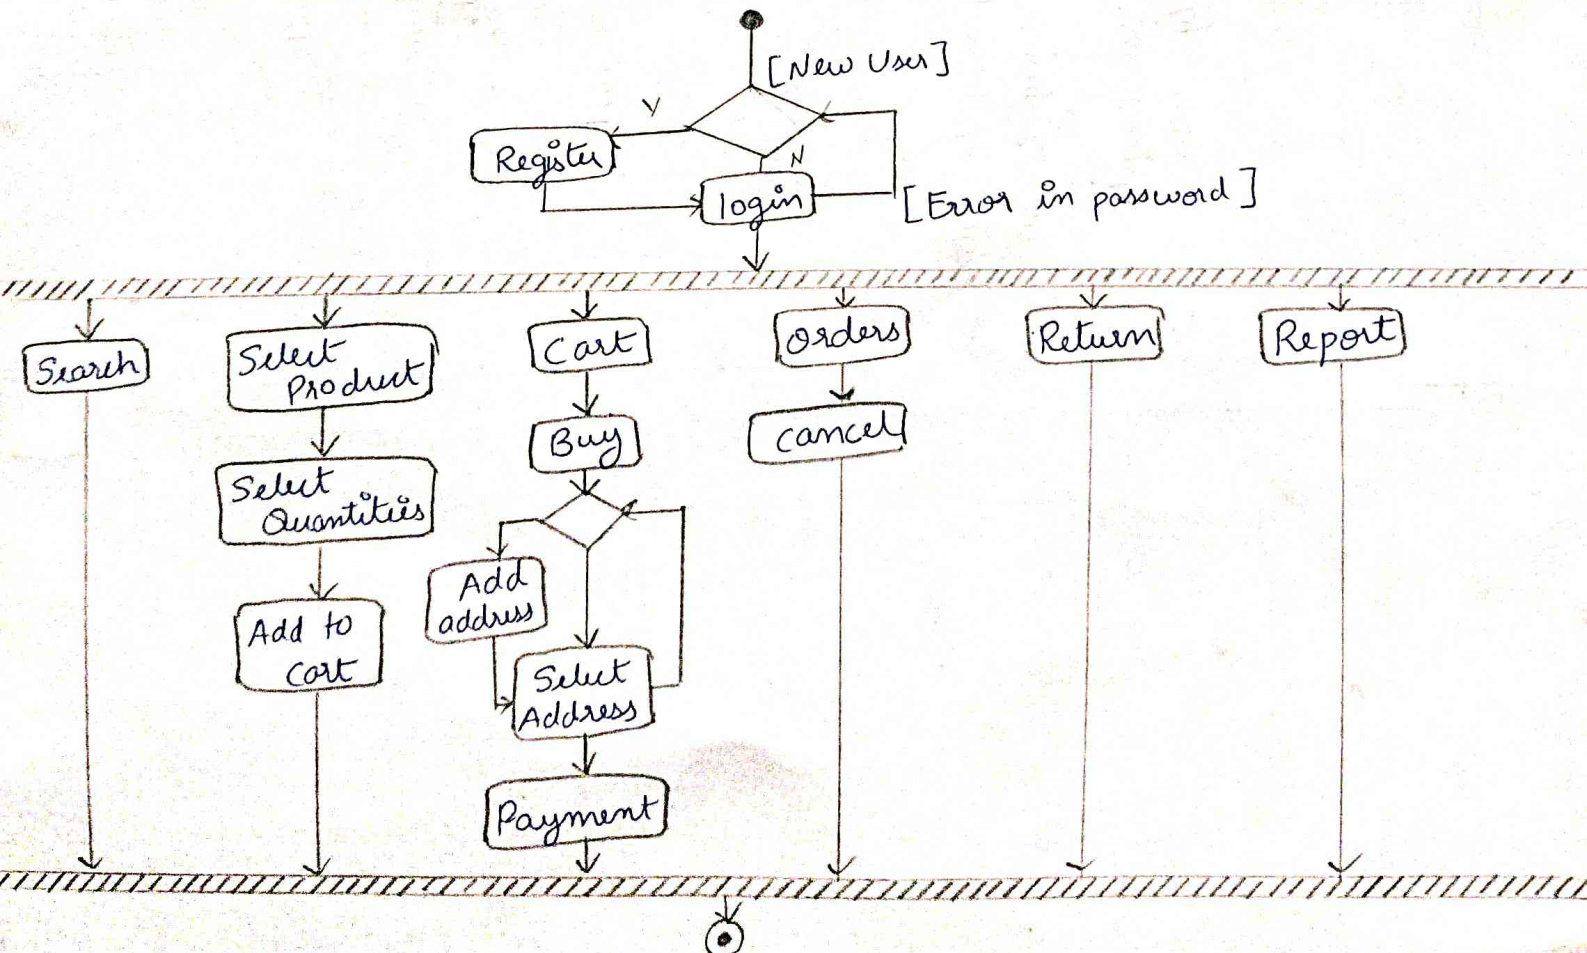 [New User]
Y
Register
N
login
[Error in password]
Search
Select
Product
Cart
Orders
Return
Report
Buy
cancel
Select
Quantities
Add
address
Add to
cart
Select
Address
Payment